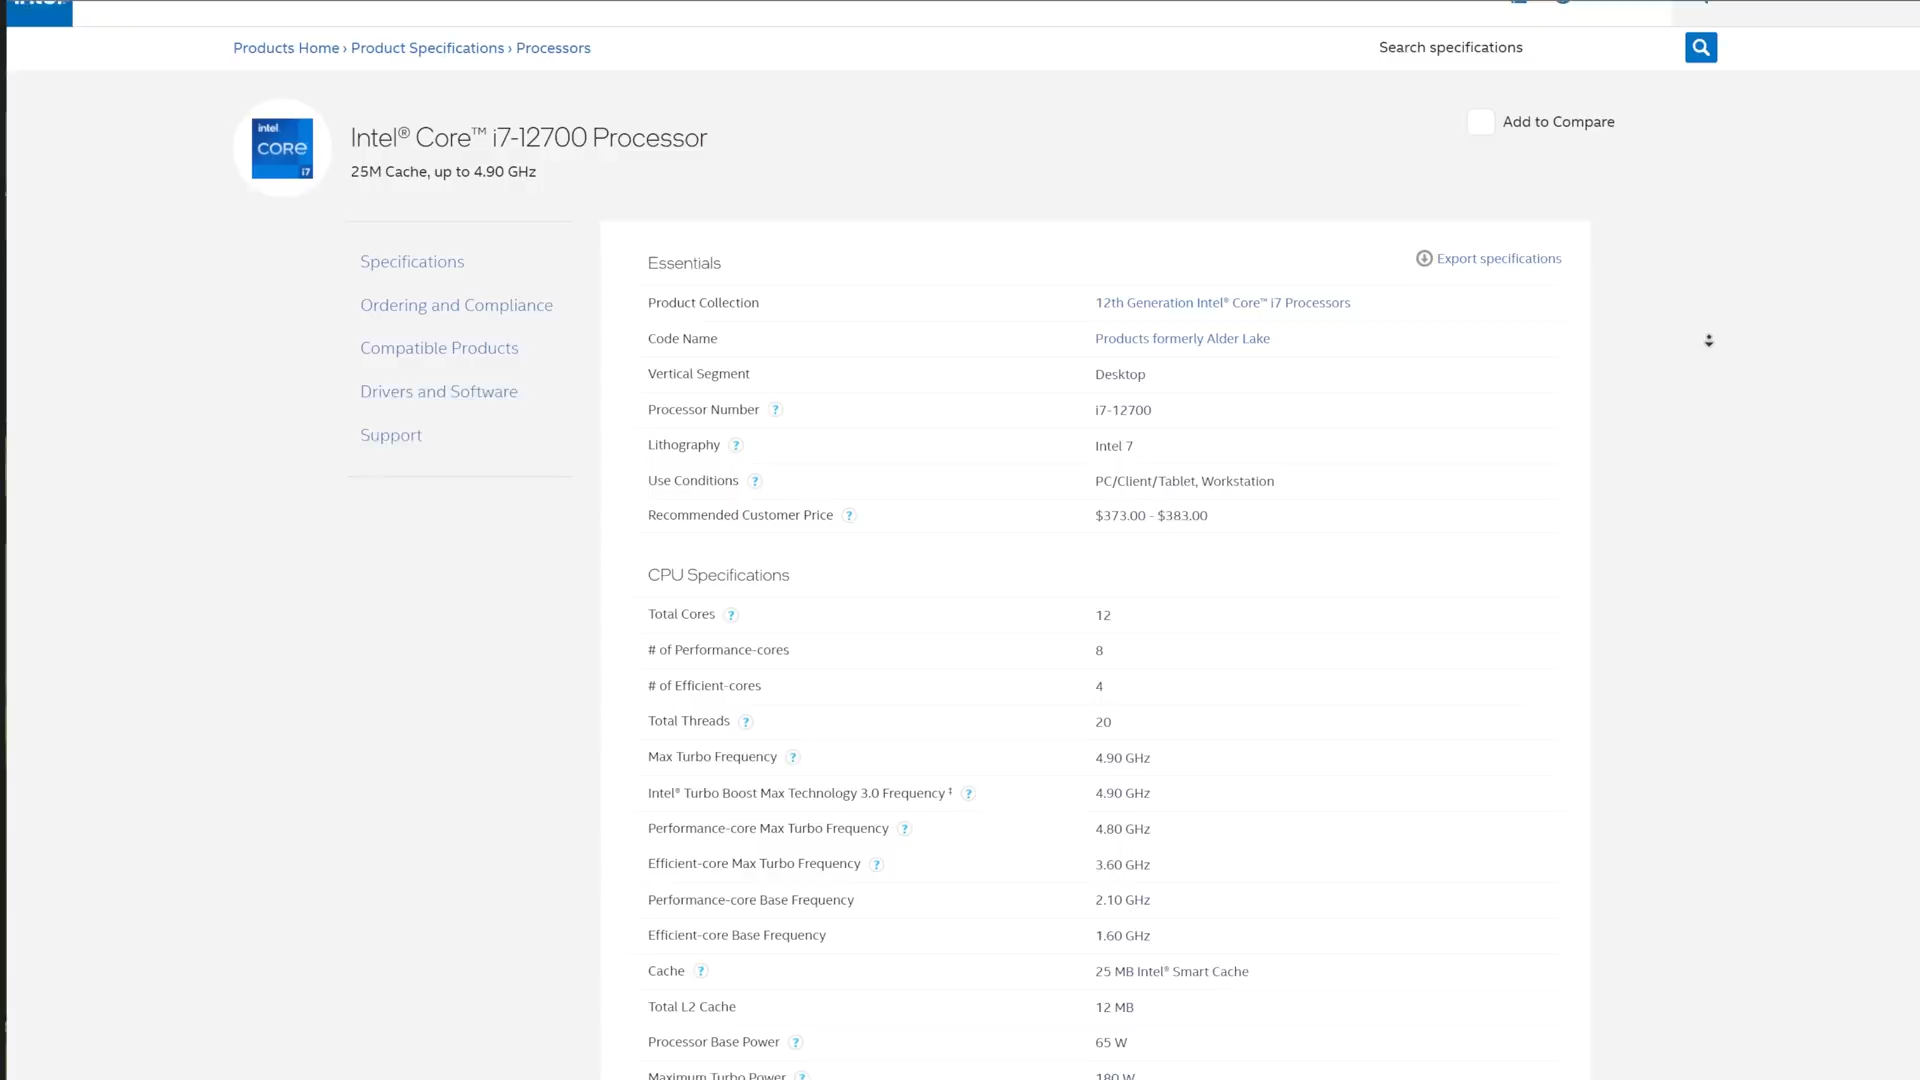 intel
Products Home › Product Specifications › Processors
Search specifications
intel
CORE
i7
Intel® Core™ i7-12700 Processor
25M Cache, up to 4.90 GHz
Add to Compare
Specifications
Ordering and Compliance
Compatible Products
Drivers and Software
Support
Essentials
Export specifications
Product Collection 12th Generation Intel® Core™ i7 Processors
Code Name Products formerly Alder Lake
Vertical Segment Desktop
Processor Number ? i7-12700
Lithography ? Intel 7
Use Conditions ? PC/Client/Tablet, Workstation
Recommended Customer Price ? $373.00 - $383.00
CPU Specifications
Total Cores ? 12
# of Performance-cores 8
# of Efficient-cores 4
Total Threads ? 20
Max Turbo Frequency ? 4.90 GHz
Intel® Turbo Boost Max Technology 3.0 Frequency ‡ ? 4.90 GHz
Performance-core Max Turbo Frequency ? 4.80 GHz
Efficient-core Max Turbo Frequency ? 3.60 GHz
Performance-core Base Frequency 2.10 GHz
Efficient-core Base Frequency 1.60 GHz
Cache ? 25 MB Intel® Smart Cache
Total L2 Cache 12 MB
Processor Base Power ? 65 W
Maximum Turbo Power ? 180 W